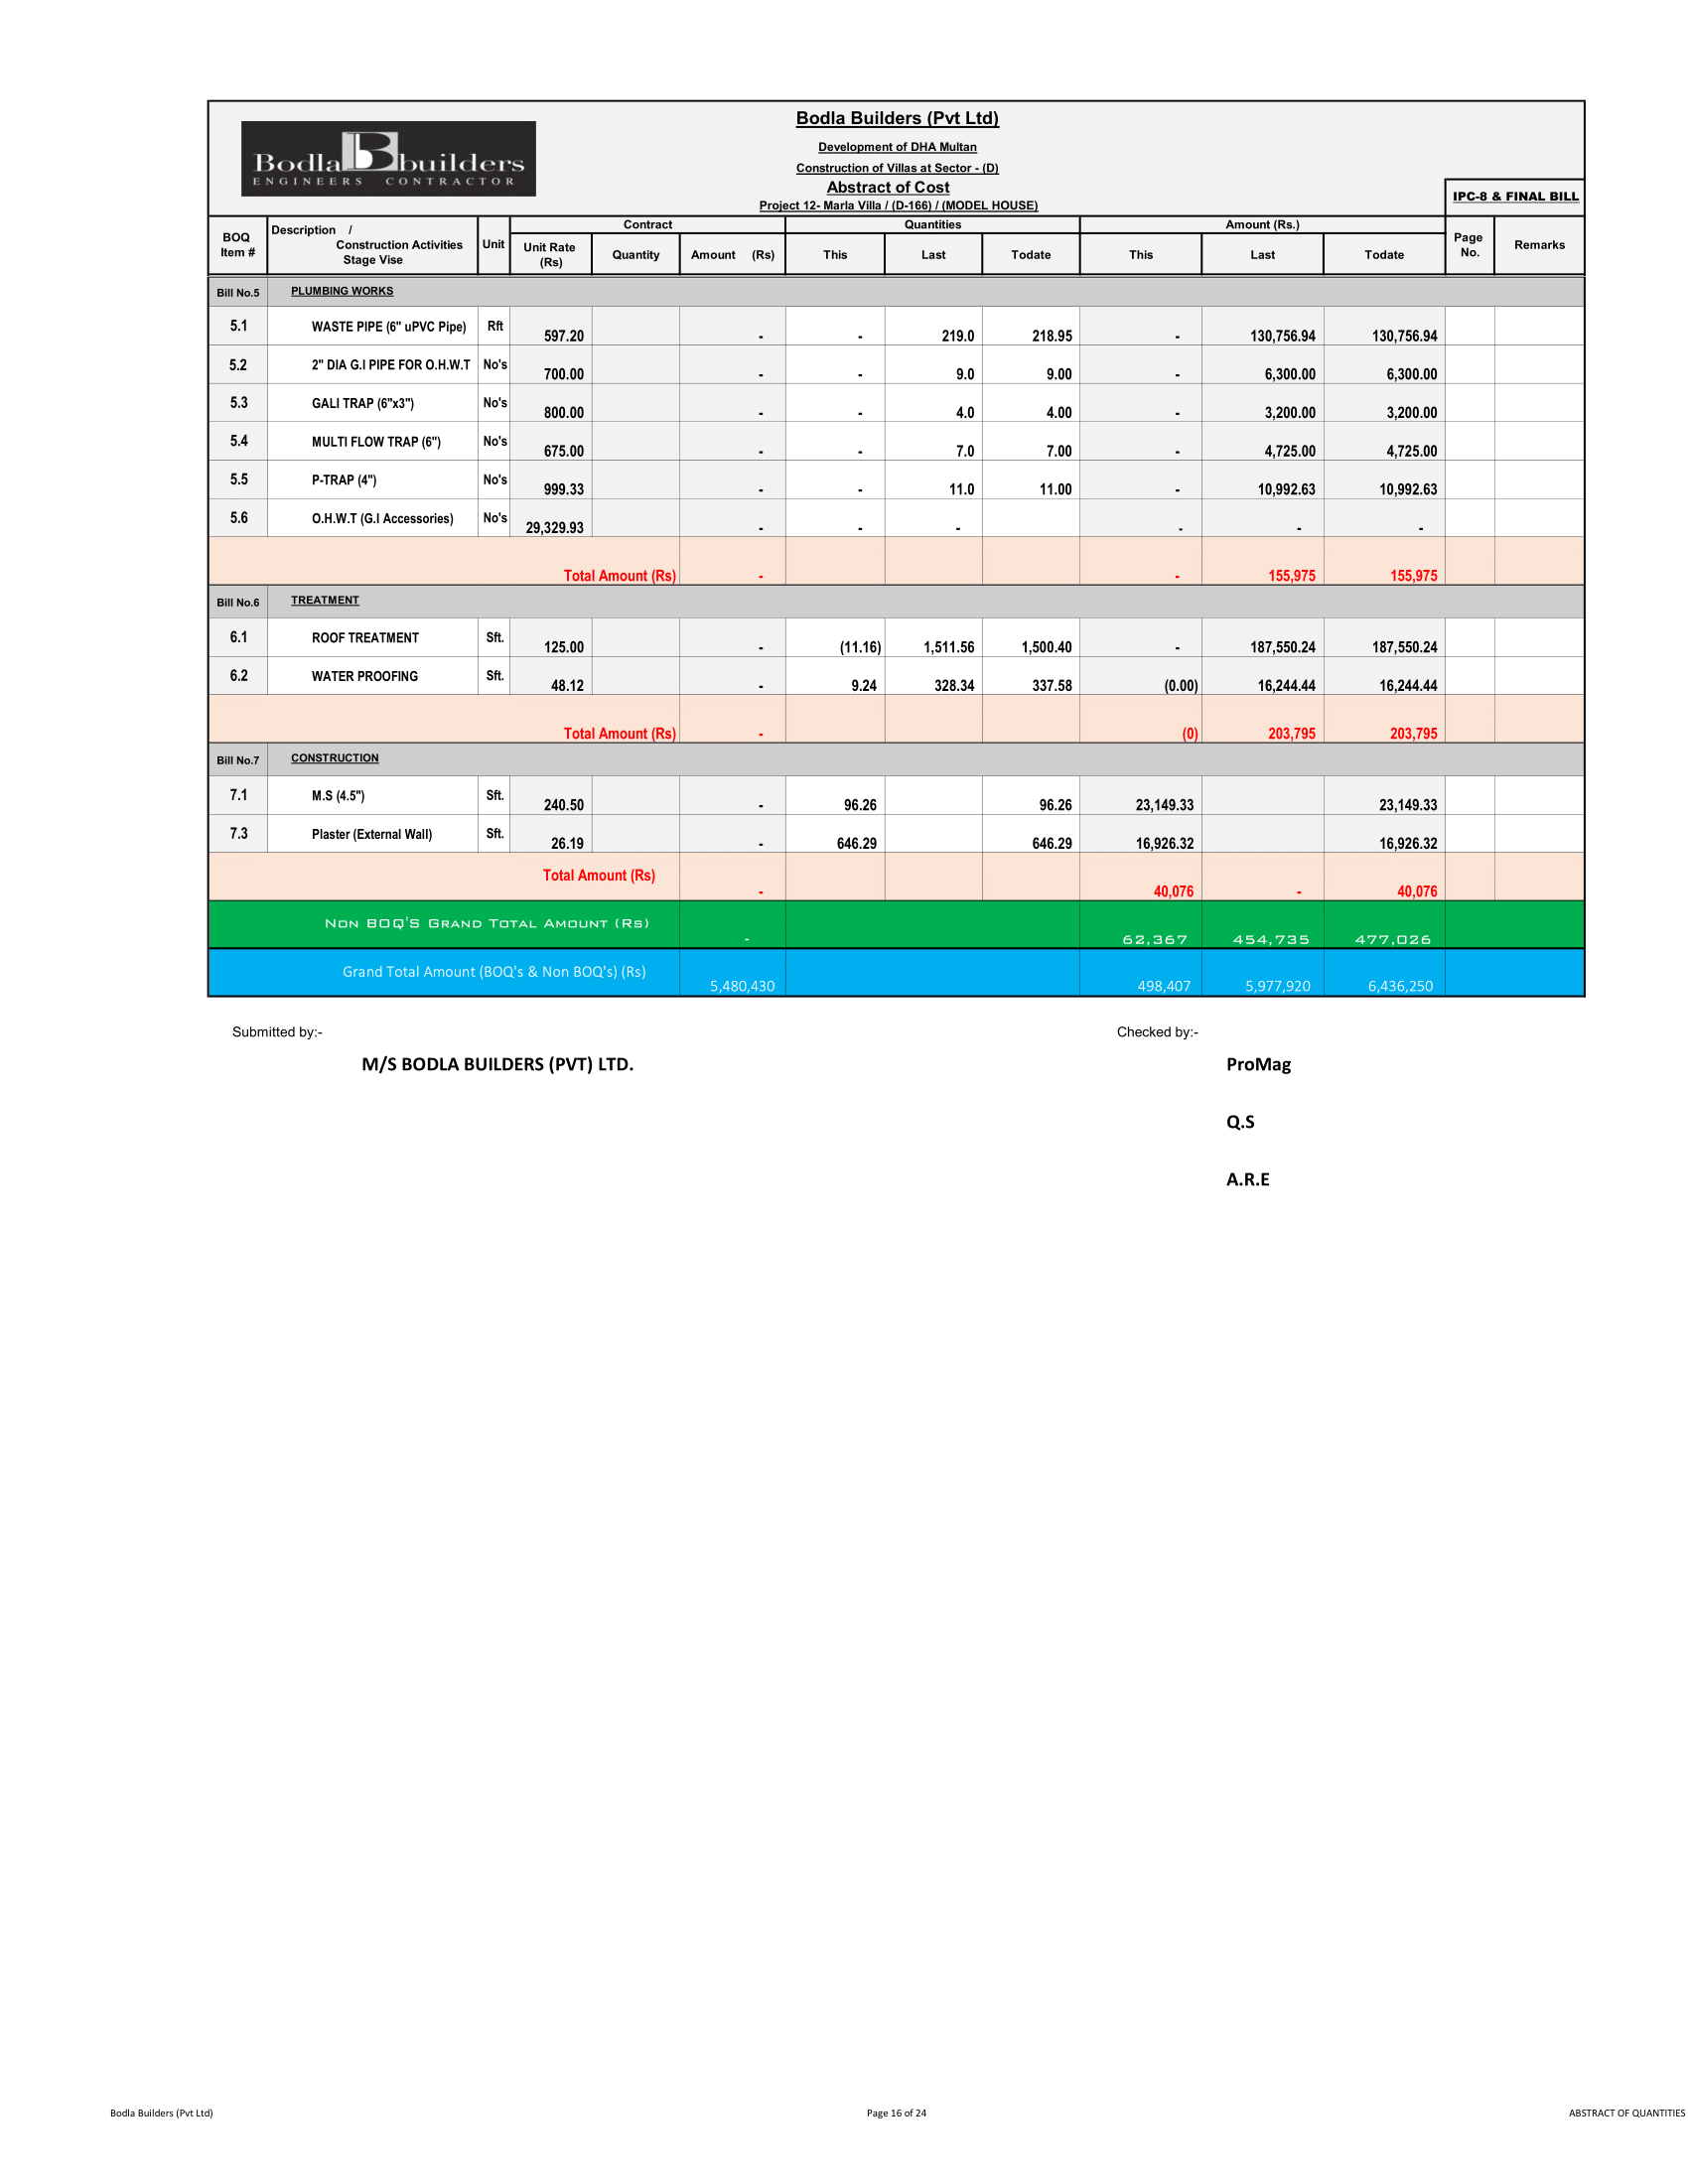 Bodla Builders (Pvt Ltd)
Bodla B builders
ENGINEERS CONTRACTOR
Development of DHA Multan
Construction of Villas at Sector - (D)
Abstract of Cost
Project 12- Marla Villa / (D-166) / (MODEL HOUSE)
IPC-8 & FINAL BILL
BOQ Item # Description / Construction Activities Stage Vise Unit Contract Quantities Amount (Rs.) Page No. Remarks
Unit Rate (Rs) Quantity Amount (Rs) This Last Todate This Last Todate
Bill No.5 PLUMBING WORKS
5.1 WASTE PIPE (6" uPVC Pipe) Rft 597.20 - - 219.0 218.95 - 130,756.94 130,756.94
5.2 2" DIA G.I PIPE FOR O.H.W.T No's 700.00 - - 9.0 9.00 - 6,300.00 6,300.00
5.3 GALI TRAP (6"x3") No's 800.00 - - 4.0 4.00 - 3,200.00 3,200.00
5.4 MULTI FLOW TRAP (6") No's 675.00 - - 7.0 7.00 - 4,725.00 4,725.00
5.5 P-TRAP (4") No's 999.33 - - 11.0 11.00 - 10,992.63 10,992.63
5.6 O.H.W.T (G.I Accessories) No's 29,329.93 - - - - - -
Total Amount (Rs) - - 155,975 155,975
Bill No.6 TREATMENT
6.1 ROOF TREATMENT Sft. 125.00 - (11.16) 1,511.56 1,500.40 - 187,550.24 187,550.24
6.2 WATER PROOFING Sft. 48.12 - 9.24 328.34 337.58 (0.00) 16,244.44 16,244.44
Total Amount (Rs) - (0) 203,795 203,795
Bill No.7 CONSTRUCTION
7.1 M.S (4.5") Sft. 240.50 - 96.26 96.26 23,149.33 23,149.33
7.3 Plaster (External Wall) Sft. 26.19 - 646.29 646.29 16,926.32 16,926.32
Total Amount (Rs) - 40,076 - 40,076
Non BOQ'S Grand Total Amount (Rs) - 62,367 454,735 477,026
Grand Total Amount (BOQ's & Non BOQ's) (Rs) 5,480,430 498,407 5,977,920 6,436,250
Submitted by:- Checked by:-
M/S BODLA BUILDERS (PVT) LTD. ProMag
Q.S
A.R.E
Bodla Builders (Pvt Ltd) Page 16 of 24 ABSTRACT OF QUANTITIES